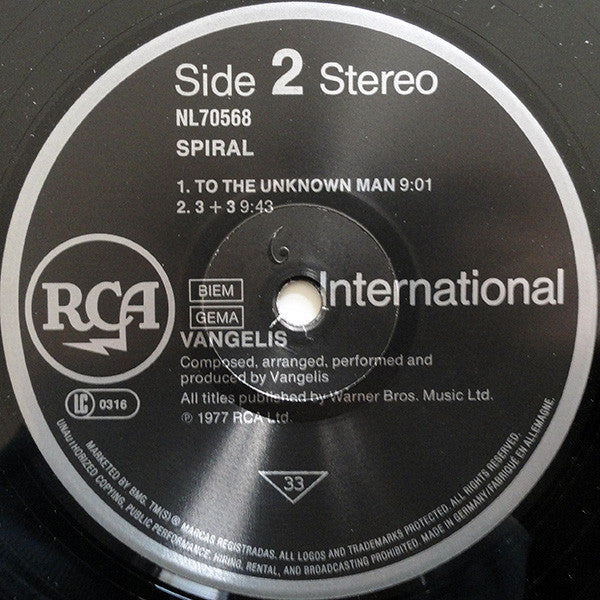 Side 2 Stereo
NL70568
SPIRAL
1. TO THE UNKNOWN MAN 9:01
2. 3 + 3 9:43
6
RCA
International
BIEM
GEMA
VANGELIS
Composed, arranged, performed and
produced by Vangelis
All titles published by Warner Bros. Music Ltd.
℗ 1977 RCA Ltd.
LC 0316
33
MARKETED BY BMG. TM(S) ® MARCAS REGISTRADAS. ALL LOGOS AND TRADEMARKS PROTECTED. ALL RIGHTS RESERVED.
UNAUTHORIZED COPYING, PUBLIC PERFORMANCE, HIRING, RENTAL, AND BROADCASTING PROHIBITED. MADE IN GERMANY/FABRIQUÉ EN ALLEMAGNE.